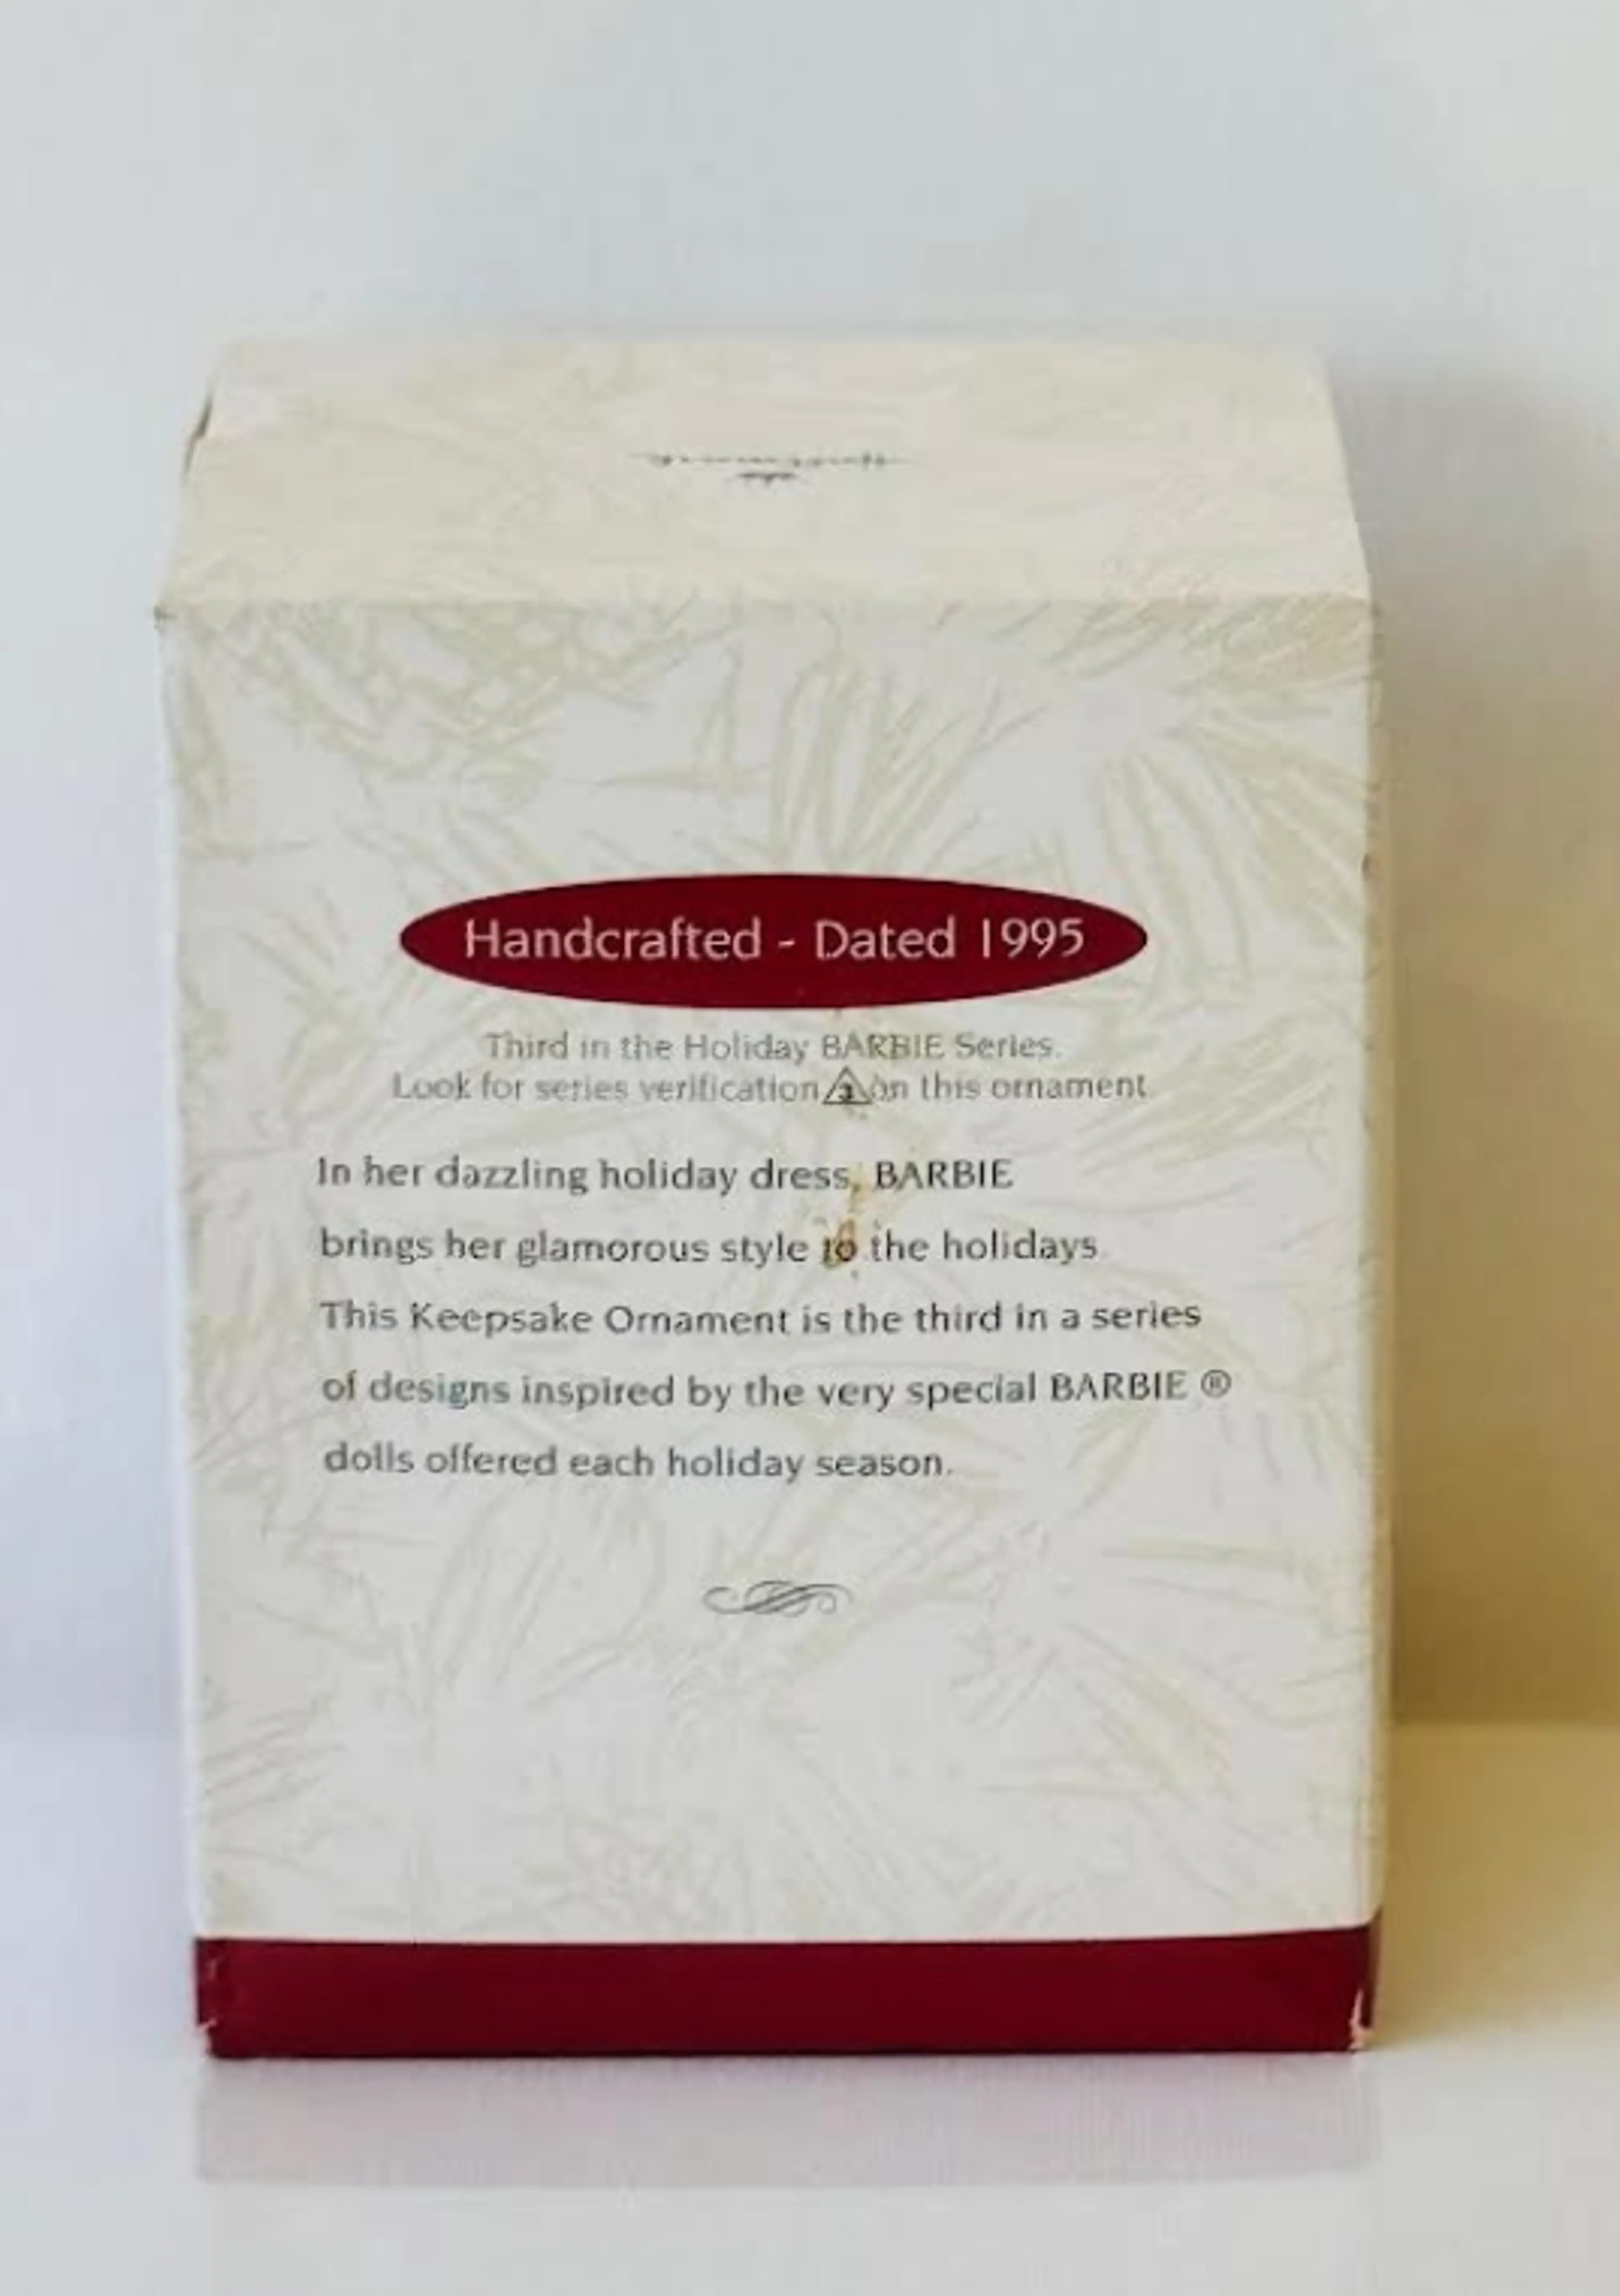 Hallmark
Handcrafted - Dated 1995
Third in the Holiday BARBIE Series.
Look for series verification 3 on this ornament
In her dazzling holiday dress, BARBIE
brings her glamorous style to the holidays
This Keepsake Ornament is the third in a series
of designs inspired by the very special BARBIE ®
dolls offered each holiday season.